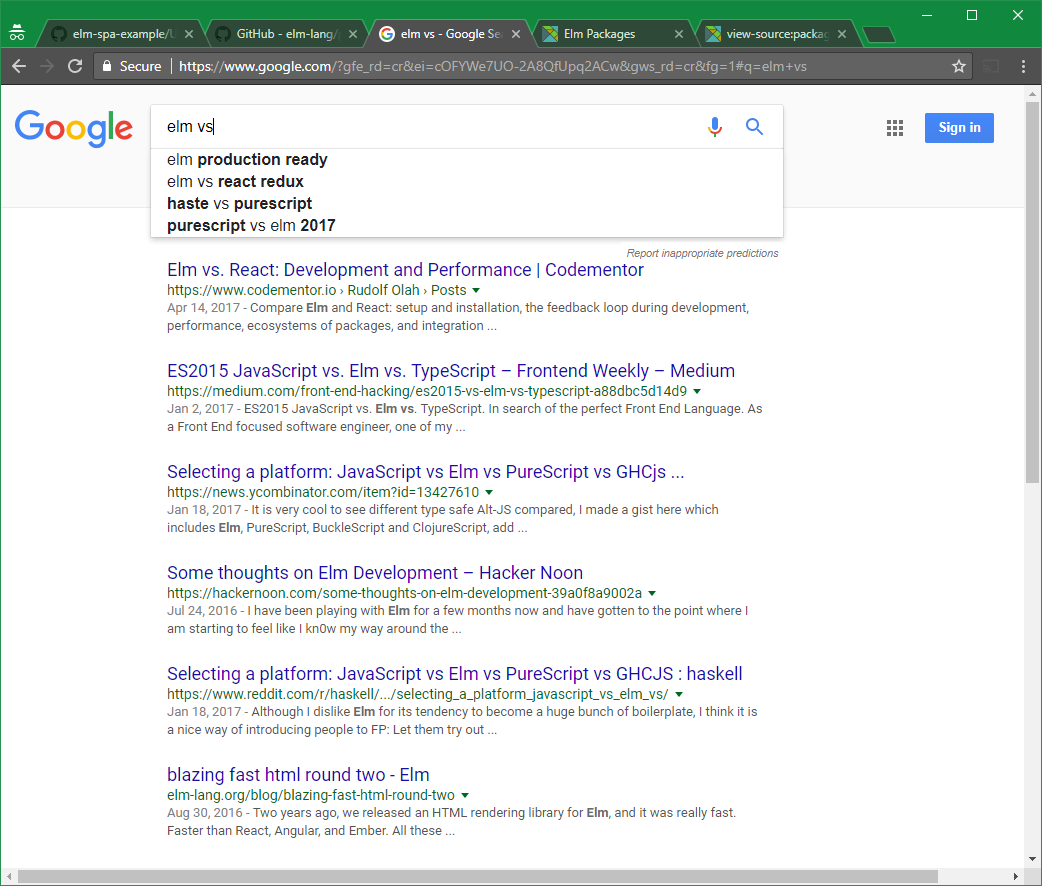 elm-spa-example/
GitHub - elm-lang/
elm vs - Google Se
Elm Packages
view-source:packag
Secure
https://www.google.com/?gfe_rd=cr&ei=cOFYWe7UO-2A8QfUpq2ACw&gws_rd=cr&fg=1#q=elm+vs
Google
elm vs
Sign in
elm production ready
elm vs react redux
haste vs purescript
purescript vs elm 2017
Report inappropriate predictions
Elm vs. React: Development and Performance | Codementor
https://www.codementor.io › Rudolf Olah › Posts
Apr 14, 2017 - Compare Elm and React: setup and installation, the feedback loop during development,
performance, ecosystems of packages, and integration ...
ES2015 JavaScript vs. Elm vs. TypeScript – Frontend Weekly – Medium
https://medium.com/front-end-hacking/es2015-vs-elm-vs-typescript-a88dbc5d14d9
Jan 2, 2017 - ES2015 JavaScript vs. Elm vs. TypeScript. In search of the perfect Front End Language. As
a Front End focused software engineer, one of my ...
Selecting a platform: JavaScript vs Elm vs PureScript vs GHCjs ...
https://news.ycombinator.com/item?id=13427610
Jan 18, 2017 - It is very cool to see different type safe Alt-JS compared, I made a gist here which
includes Elm, PureScript, BuckleScript and ClojureScript, add ...
Some thoughts on Elm Development – Hacker Noon
https://hackernoon.com/some-thoughts-on-elm-development-39a0f8a9002a
Jul 24, 2016 - I have been playing with Elm for a few months now and have gotten to the point where I
am starting to feel like I kn0w my way around the ...
Selecting a platform: JavaScript vs Elm vs PureScript vs GHCJS : haskell
https://www.reddit.com/r/haskell/.../selecting_a_platform_javascript_vs_elm_vs/
Jan 18, 2017 - Although I dislike Elm for its tendency to become a huge bunch of boilerplate, I think it is
a nice way of introducing people to FP: Let them try out ...
blazing fast html round two - Elm
elm-lang.org/blog/blazing-fast-html-round-two
Aug 30, 2016 - Two years ago, we released an HTML rendering library for Elm, and it was really fast.
Faster than React, Angular, and Ember. All these ...